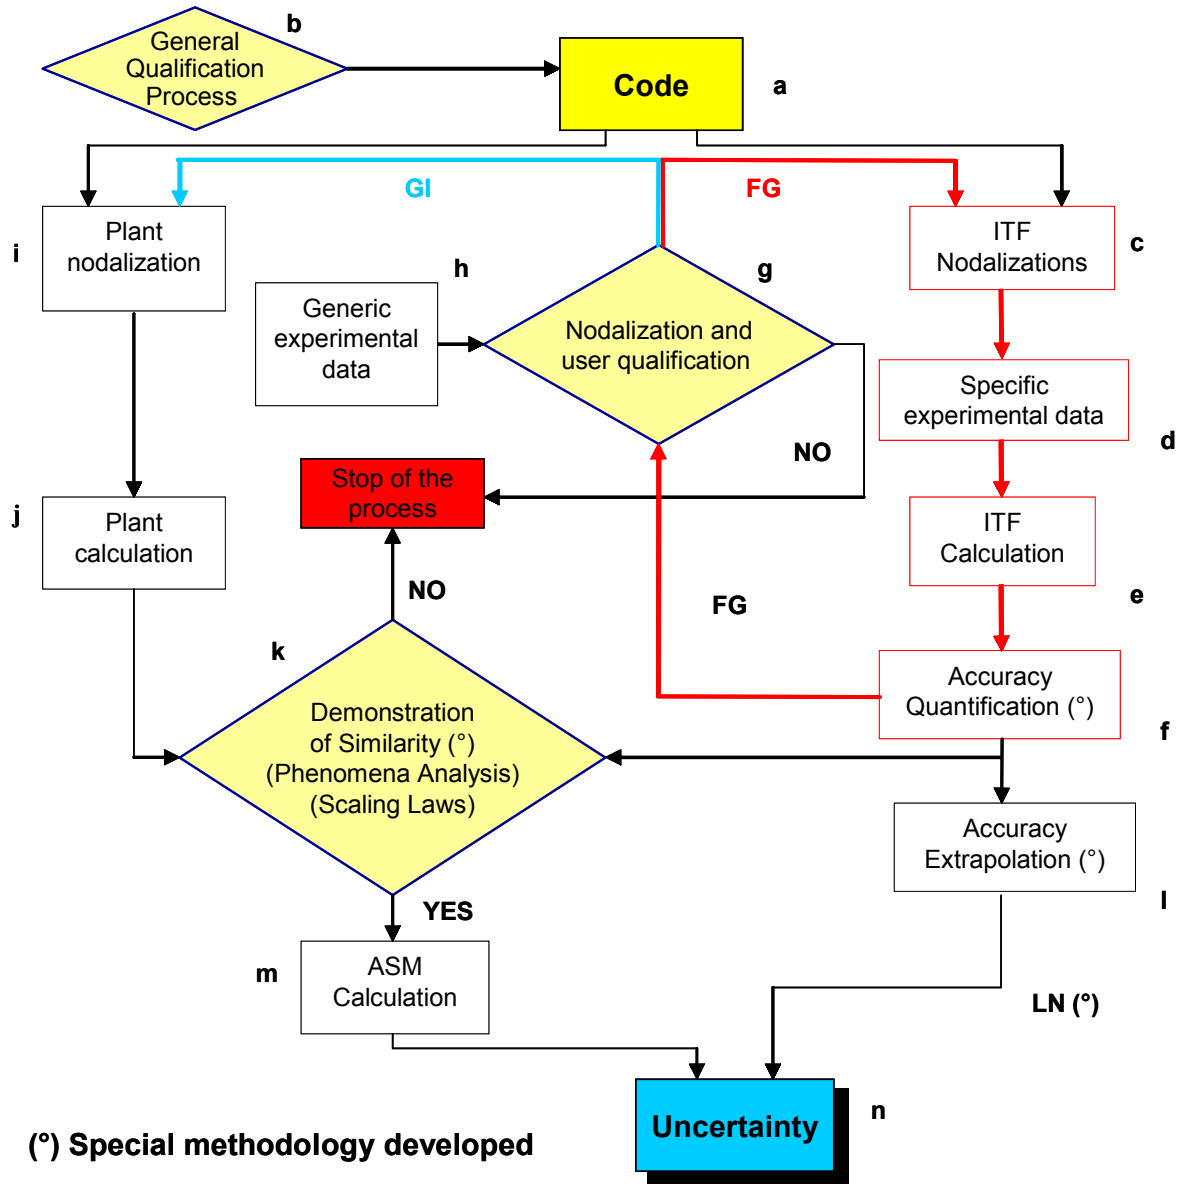 b
General
Qualification
Process
Code
a
GI
FG
i
Plant
nodalization
ITF
Nodalizations
c
h
g
Generic
experimental
data
Nodalization and
user qualification
Specific
experimental data
d
NO
Stop of the
process
j
Plant
calculation
ITF
Calculation
e
NO
FG
k
Demonstration
of Similarity (°)
(Phenomena Analysis)
(Scaling Laws)
Accuracy
Quantification (°)
f
Accuracy
Extrapolation (°)
l
YES
m
ASM
Calculation
LN (°)
Uncertainty
n
(°) Special methodology developed